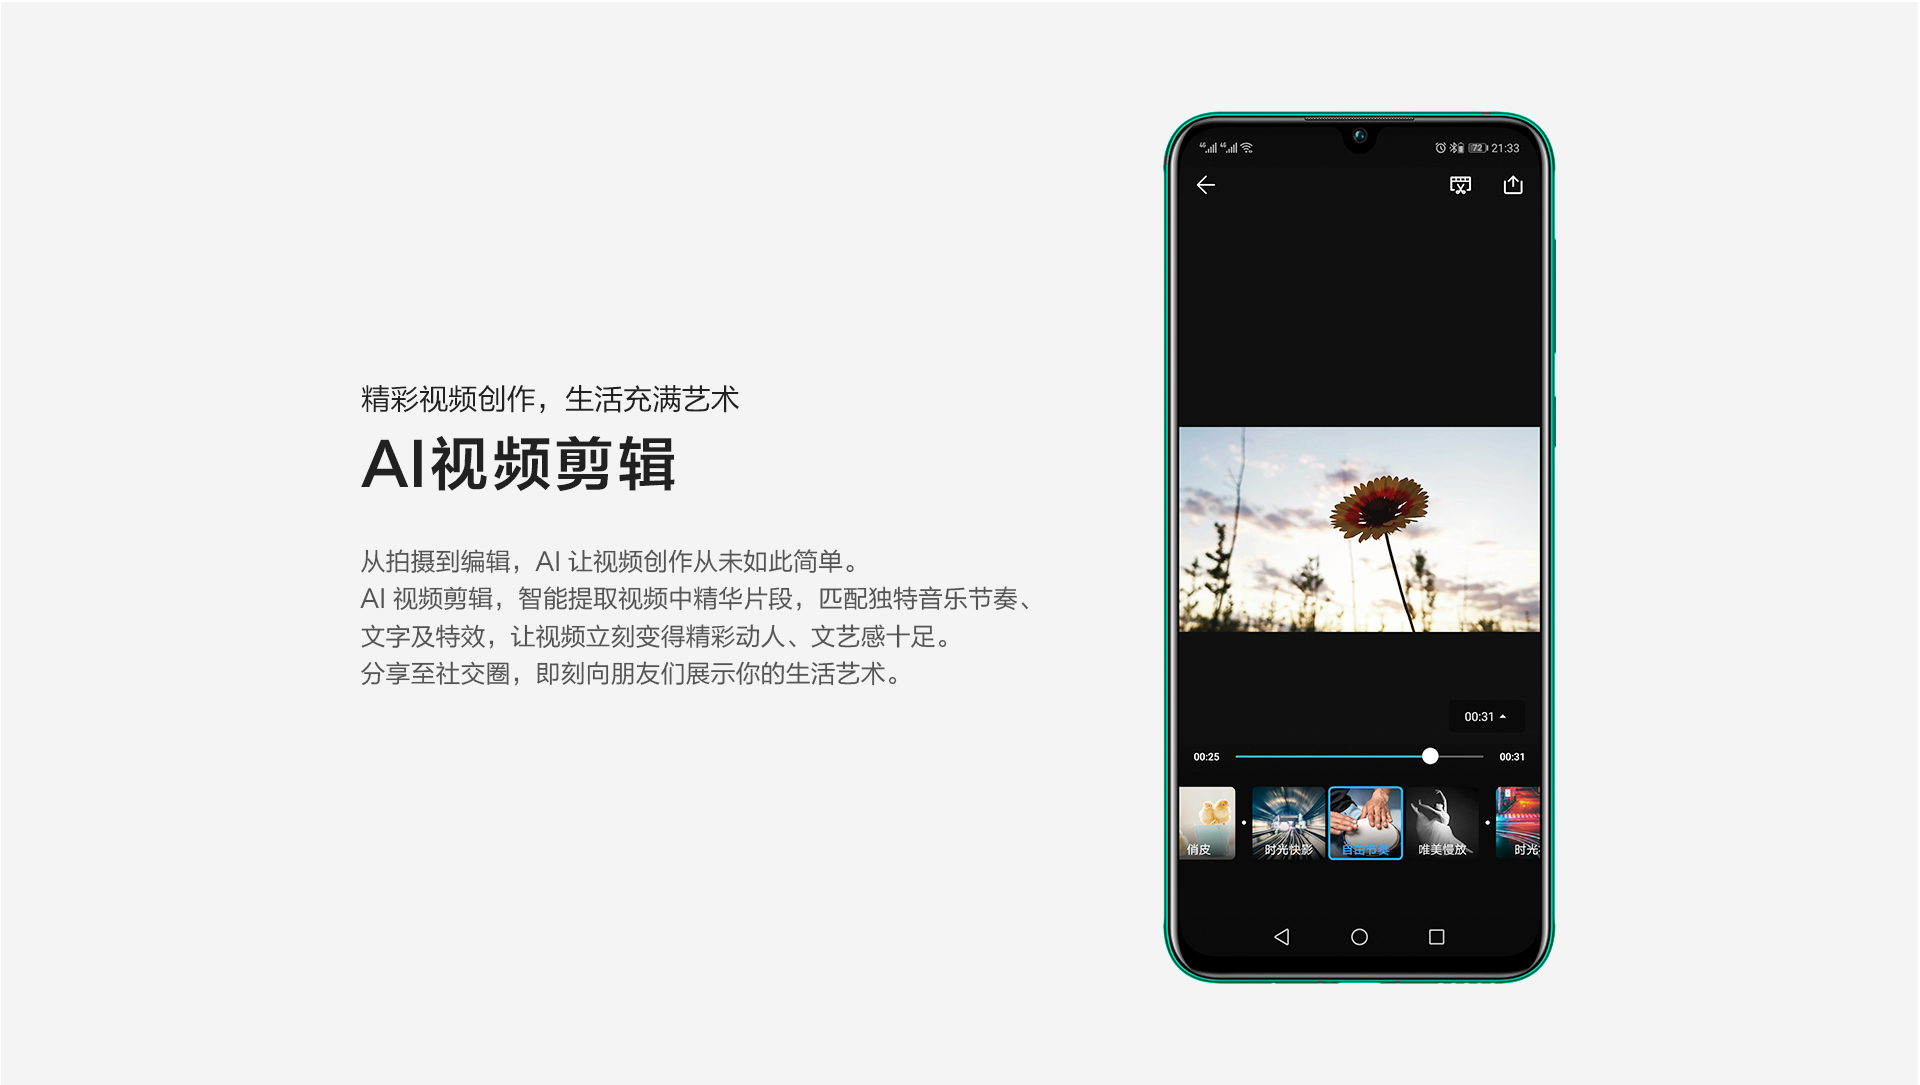 精彩视频创作，生活充满艺术
AI视频剪辑
从拍摄到编辑，AI 让视频创作从未如此简单。
AI 视频剪辑，智能提取视频中精华片段，匹配独特音乐节奏、
文字及特效，让视频立刻变得精彩动人、文艺感十足。
分享至社交圈，即刻向朋友们展示你的生活艺术。
72 21:33
00:31
00:25 00:31
俏皮 时光快影 自由节奏 唯美慢放 时光